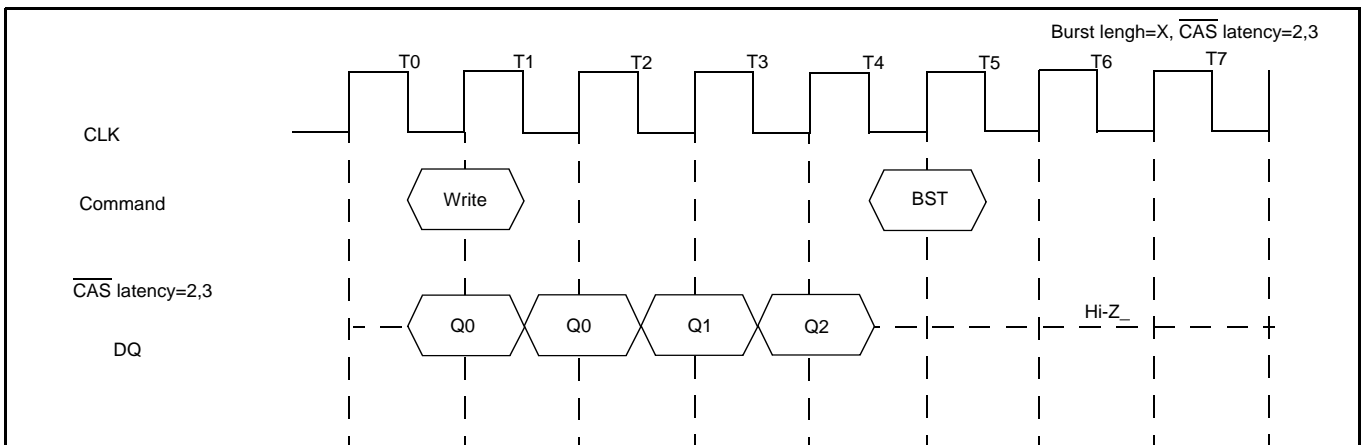 Burst lengh=X, CAS latency=2,3
T0 T1 T2 T3 T4 T5 T6 T7
CLK
Command
Write
BST
CAS latency=2,3
DQ
Q0 Q0 Q1 Q2
Hi-Z_